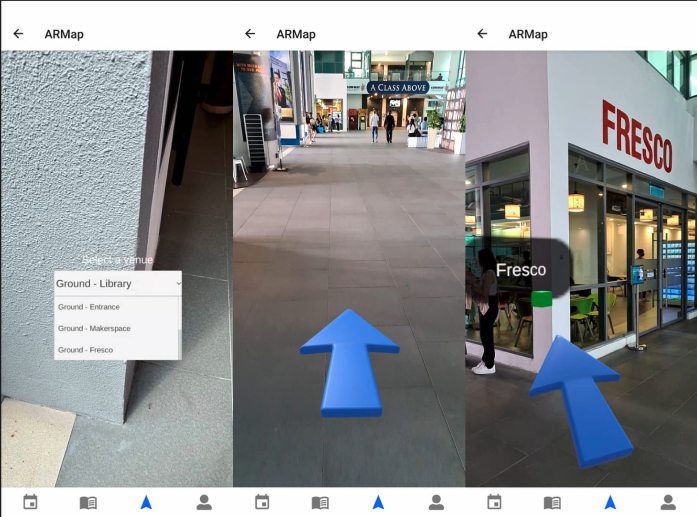 ARMap
Select a venue
Ground - Library
Ground - Entrance
Ground - Makerspace
Ground - Fresco
ARMap
A CLASS ABOVE
ARMap
FRESCO
Fresco